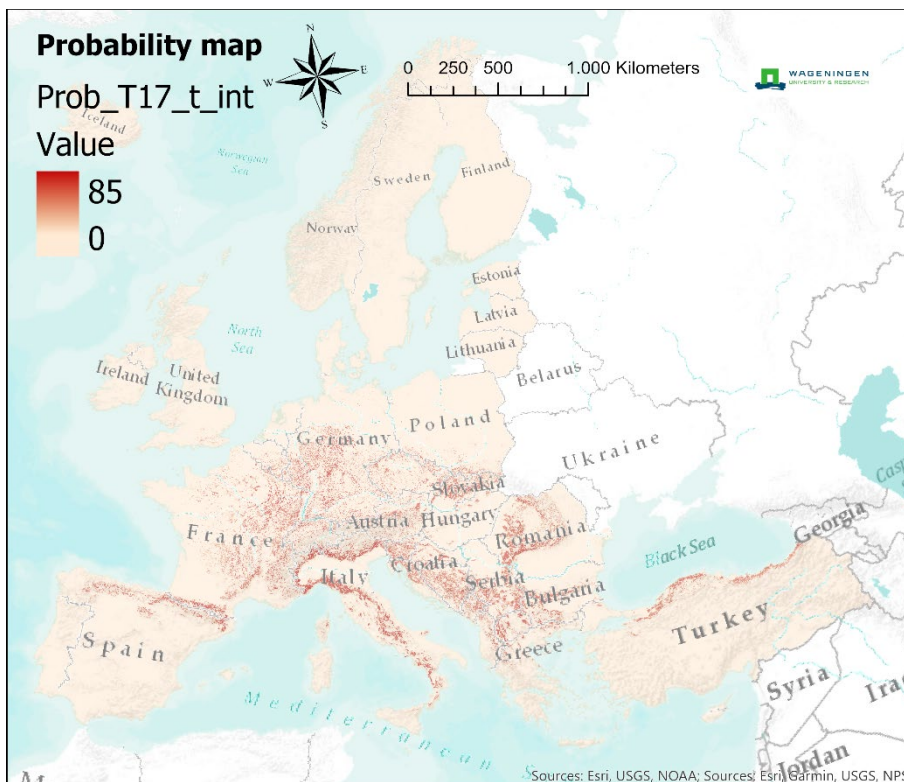 Probability map
Prob_T17_t_int
Value
85
0
N
W
E
S
0 250 500 1.000 Kilometers
WAGENINGEN
UNIVERSITY & RESEARCH
Iceland
Norwegian
Sea
Sweden
Finland
Norway
Estonia
Latvia
Lithuania
North
Sea
Ireland
United
Kingdom
Belarus
Poland
Germany
Ukraine
Slovakia
Austria
Hungary
France
Romania
Georgia
Italy
Croatia
Serbia
Black Sea
Bulgaria
Spain
Greece
Turkey
Syria
Mediterranean
Jordan
Sources: Esri, USGS, NOAA; Sources: Esri, Garmin, USGS, NPS